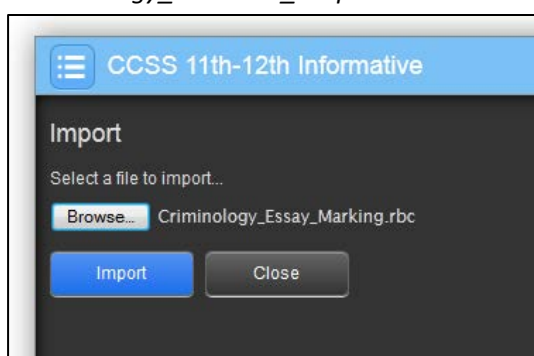 CCSS 11th-12th Informative
Import
Select a file to import...
Browse... Criminology_Essay_Marking.rbc
Import Close